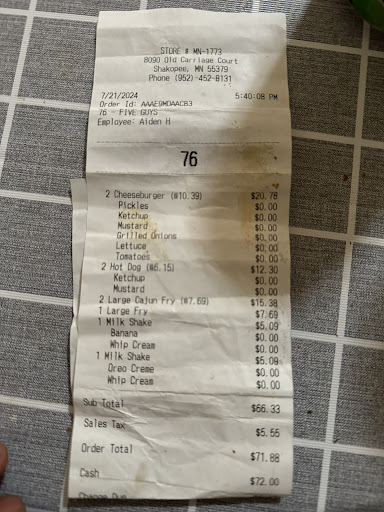 STORE # MN-1773
8090 Old Carriage Court
Shakopee, MN 55379
Phone (952)-452-8131
7/21/2024 5:40:08 PM
Order Id: AAAE9MDAACB3
76 - FIVE GUYS
Employee: Aiden H
76
2 Cheeseburger (@10.39) $20.78
Pickles $0.00
Ketchup $0.00
Mustard $0.00
Grilled Onions $0.00
Lettuce $0.00
Tomatoes $0.00
2 Hot Dog (@6.15) $12.30
Ketchup $0.00
Mustard $0.00
2 Large Cajun Fry (@7.69) $15.38
1 Large Fry $7.69
1 Milk Shake $5.09
Banana $0.00
Whip Cream $0.00
1 Milk Shake $5.09
Oreo Creme $0.00
Whip Cream $0.00
Sub Total $66.33
Sales Tax $5.55
Order Total $71.88
Cash $72.00
Change Due